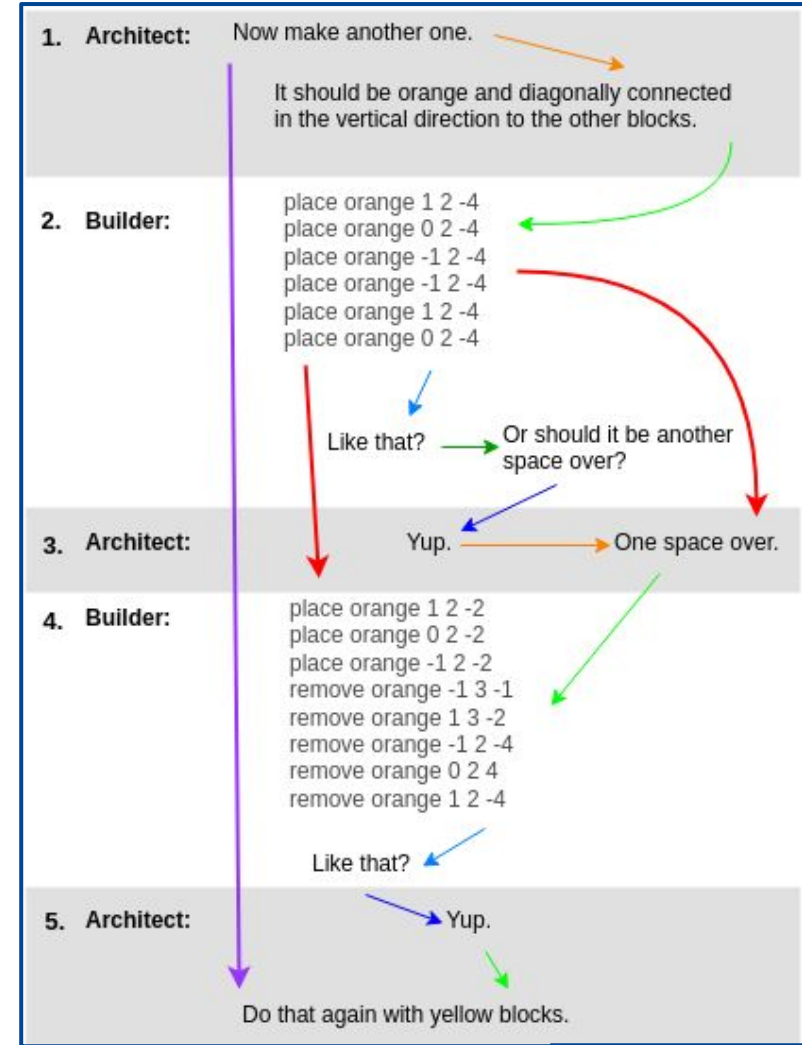 1. Architect: Now make another one.
It should be orange and diagonally connected
in the vertical direction to the other blocks.
2. Builder:
place orange 1 2 -4
place orange 0 2 -4
place orange -1 2 -4
place orange -1 2 -4
place orange 1 2 -4
place orange 0 2 -4
Like that? Or should it be another
space over?
3. Architect: Yup. One space over.
4. Builder:
place orange 1 2 -2
place orange 0 2 -2
place orange -1 2 -2
remove orange -1 3 -1
remove orange 1 3 -2
remove orange -1 2 -4
remove orange 0 2 4
remove orange 1 2 -4
Like that?
5. Architect: Yup.
Do that again with yellow blocks.